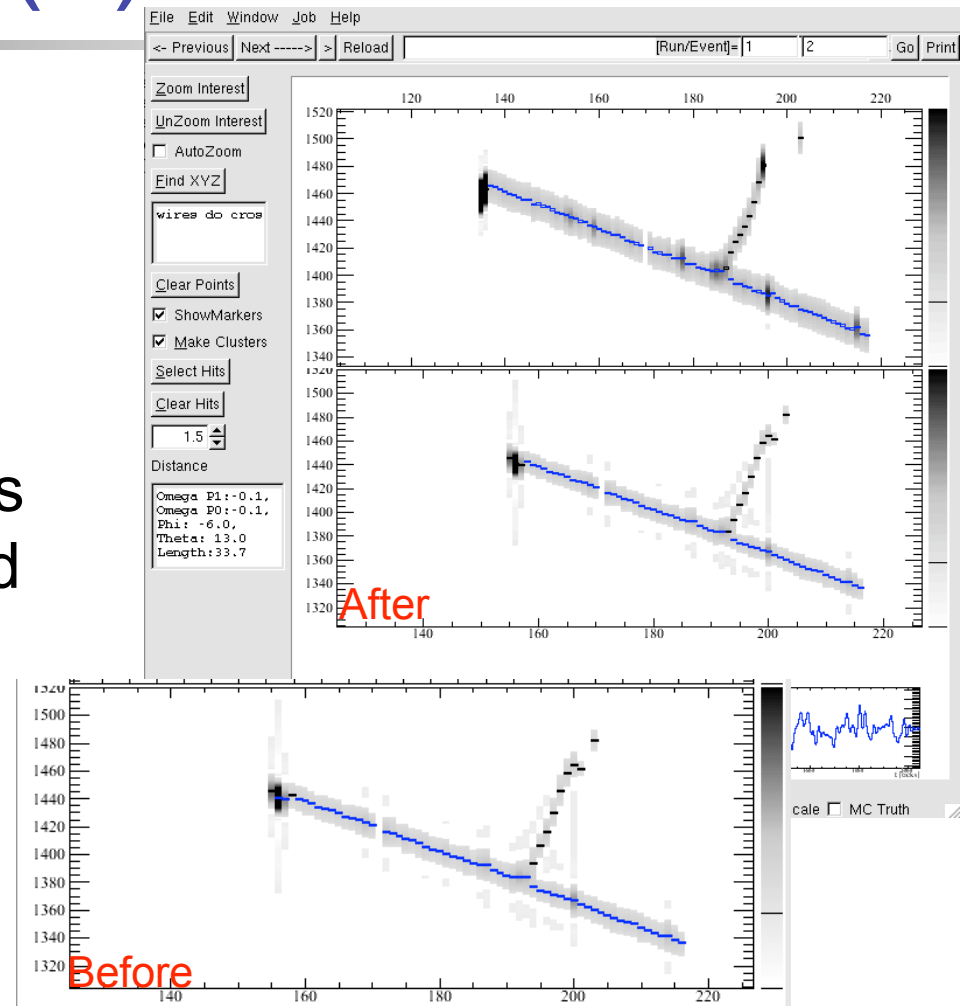 File Edit Window Job Help
<- Previous Next -----> > Reload [Run/Event]= 1 2 Go Print
Zoom Interest
UnZoom Interest
AutoZoom
Find XYZ
wires do cros
Clear Points
ShowMarkers
Make Clusters
Select Hits
Clear Hits
1.5
Distance
Omega P1:-0.1,
Omega P0:-0.1,
Phi: -6.0,
Theta: 13.0
Length:33.7
120 140 160 180 200 220
1520
1500
1480
1460
1440
1420
1400
1380
1360
1340
1520
1500
1480
1460
1440
1420
1400
1380
1360
1340
1320
After
140 160 180 200 220
s
d
1520
1500
1480
1460
1440
1420
1400
1380
1360
1340
1320
Before
140 160 180 200 220
cale MC Truth